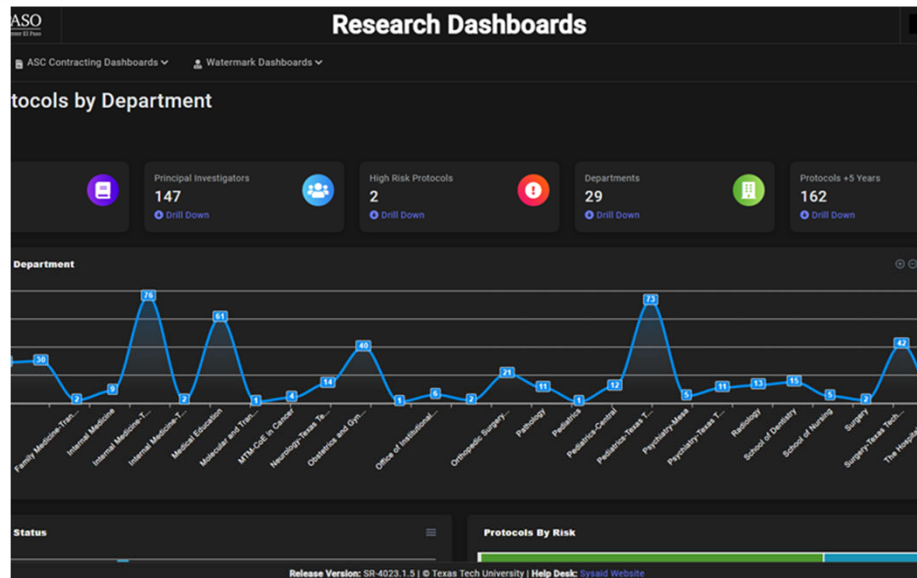 ASO
Research Dashboards
ASC Contracting Dashboards
Watermark Dashboards
tocols by Department
Principal Investigators
147
Drill Down
High Risk Protocols
2
Drill Down
Departments
29
Drill Down
Protocols +5 Years
162
Drill Down
Department
30
2
9
76
2
61
1
4
14
40
1
6
2
21
11
1
12
73
5
11
13
15
5
2
42
Family Medicine-Tran...
Internal Medicine
Internal Medicine-T...
Internal Medicine-T...
Medical Education
Molecular and Tran...
MTM-CoE in Cancer
Neurology-Texas Ta...
Obstetrics and Gyn...
Office of Institutional...
Orthopedic Surgery...
Pathology
Pediatrics
Pediatrics-Central
Pediatrics-Texas T...
Psychiatry-Mesa
Psychiatry-Texas T...
Radiology
School of Dentistry
School of Nursing
Surgery
Surgery-Texas Tech...
The Hospita
Status
Protocols By Risk
Release Version: SR-4023.1.5 | © Texas Tech University | Help Desk: Sysaid Website